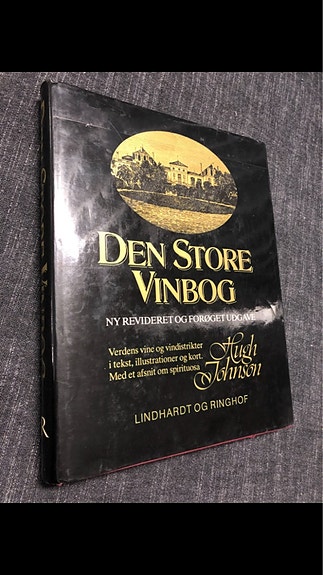 DEN STORE
VINBOG
NY REVIDERET OG FORØGET UDGAVE
Verdens vine og vindistrikter
i tekst, illustrationer og kort.
Med et afsnit om spirituosa
Hugh
Johnson
LINDHARDT OG RINGHOF